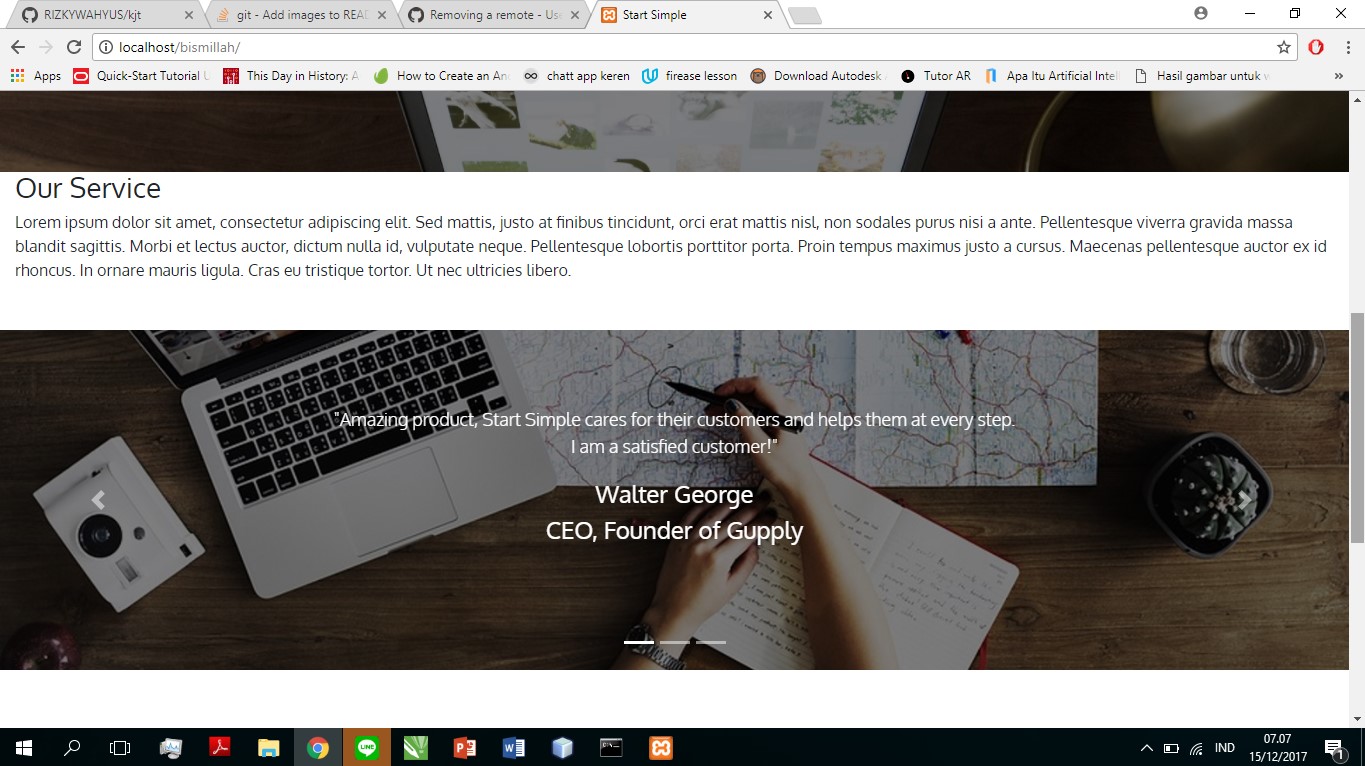 RIZKYWAHYUS/kjt
git - Add images to READ
Removing a remote - Use
Start Simple
localhost/bismillah/
Apps
Quick-Start Tutorial U
This Day in History: A
How to Create an An
chatt app keren
firease lesson
Download Autodesk
Tutor AR
Apa Itu Artificial Intel
Hasil gambar untuk w
Our Service
Lorem ipsum dolor sit amet, consectetur adipiscing elit. Sed mattis, justo at finibus tincidunt, orci erat mattis nisl, non sodales purus nisi a ante. Pellentesque viverra gravida massa
blandit sagittis. Morbi et lectus auctor, dictum nulla id, vulputate neque. Pellentesque lobortis porttitor porta. Proin tempus maximus justo a cursus. Maecenas pellentesque auctor ex id
rhoncus. In ornare mauris ligula. Cras eu tristique tortor. Ut nec ultricies libero.
"Amazing product, Start Simple cares for their customers and helps them at every step.
I am a satisfied customer!"
Walter George
CEO, Founder of Gupply
LINE
IND
07.07
15/12/2017
1